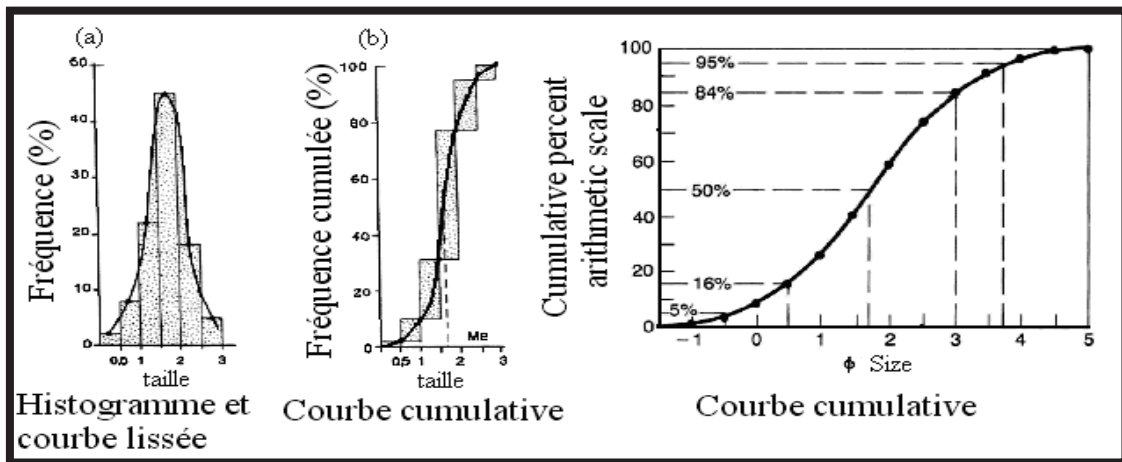 (a)
Fréquence (%)
60
50
40
30
20
10
0
0,5 1 2 3
taille
Histogramme et
courbe lissée
(b)
Fréquence cumulée (%)
100
80
60
40
20
0
Me
0,5 1 2 3
taille
Courbe cumulative
Cumulative percent
arithmetic scale
100
80
60
40
20
0
95%
84%
50%
16%
5%
−1 0 1 2 3 4 5
ϕ Size
Courbe cumulative